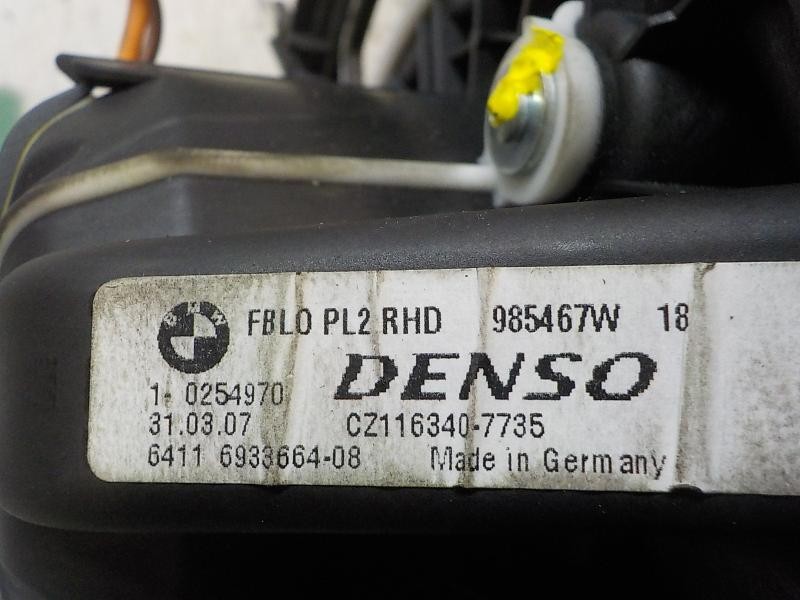 BMW FBLO PL2 RHD 985467W 18
DENSO
1- 0254970
31.03.07 CZ116340-7735
6411 6933664-08 Made in Germany